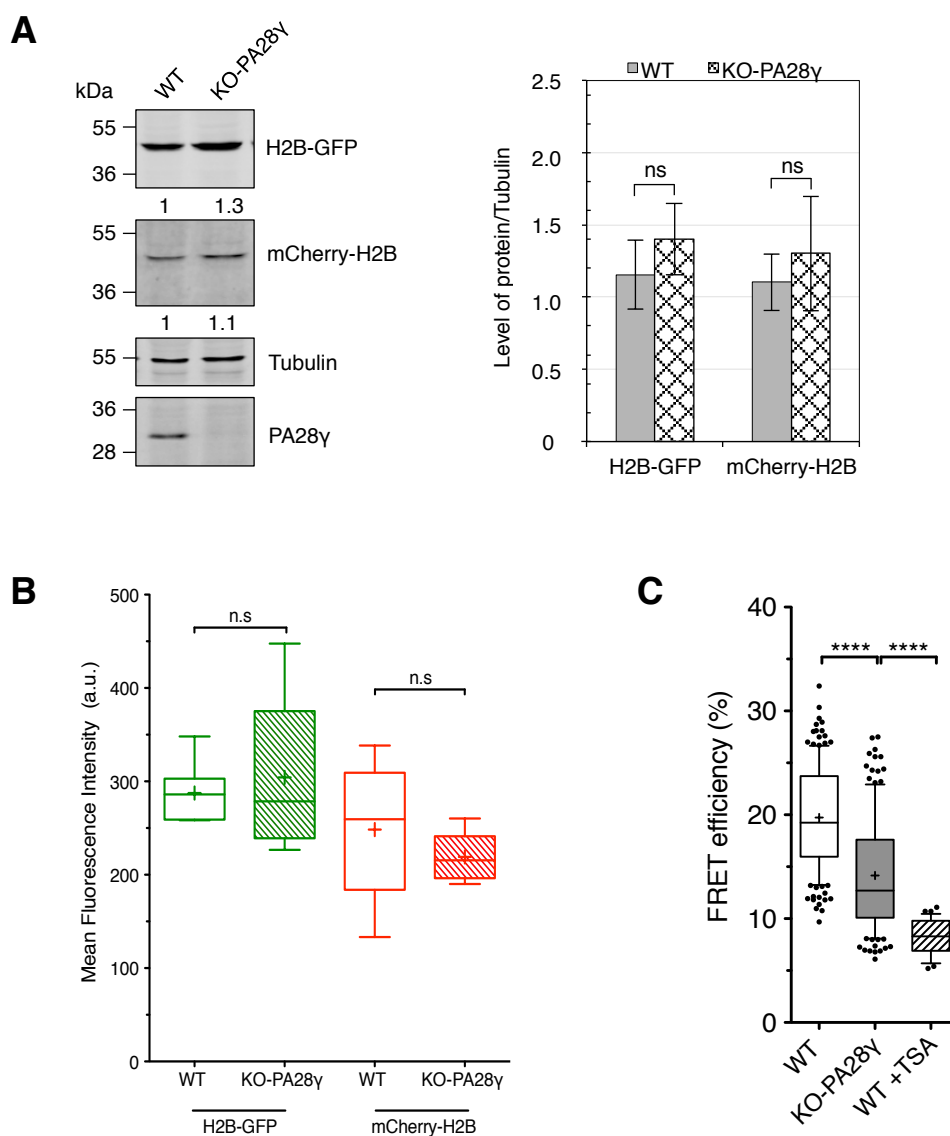 A
WT KO-PA28γ
kDa
55
36
H2B-GFP
1 1.3
55
36
mCherry-H2B
1 1.1
55
Tubulin
36
28
PA28γ
WT KO-PA28γ
Level of protein/Tubulin
2.5
2.0
1.5
1.0
0.5
0
ns
ns
H2B-GFP mCherry-H2B
B
Mean Fluorescence Intensity (a.u.)
500
400
300
200
100
0
n.s
n.s
WT KO-PA28γ WT KO-PA28γ
H2B-GFP mCherry-H2B
C
FRET efficiency (%)
40
30
20
10
0
**** ****
WT
KO-PA28γ
WT +TSA